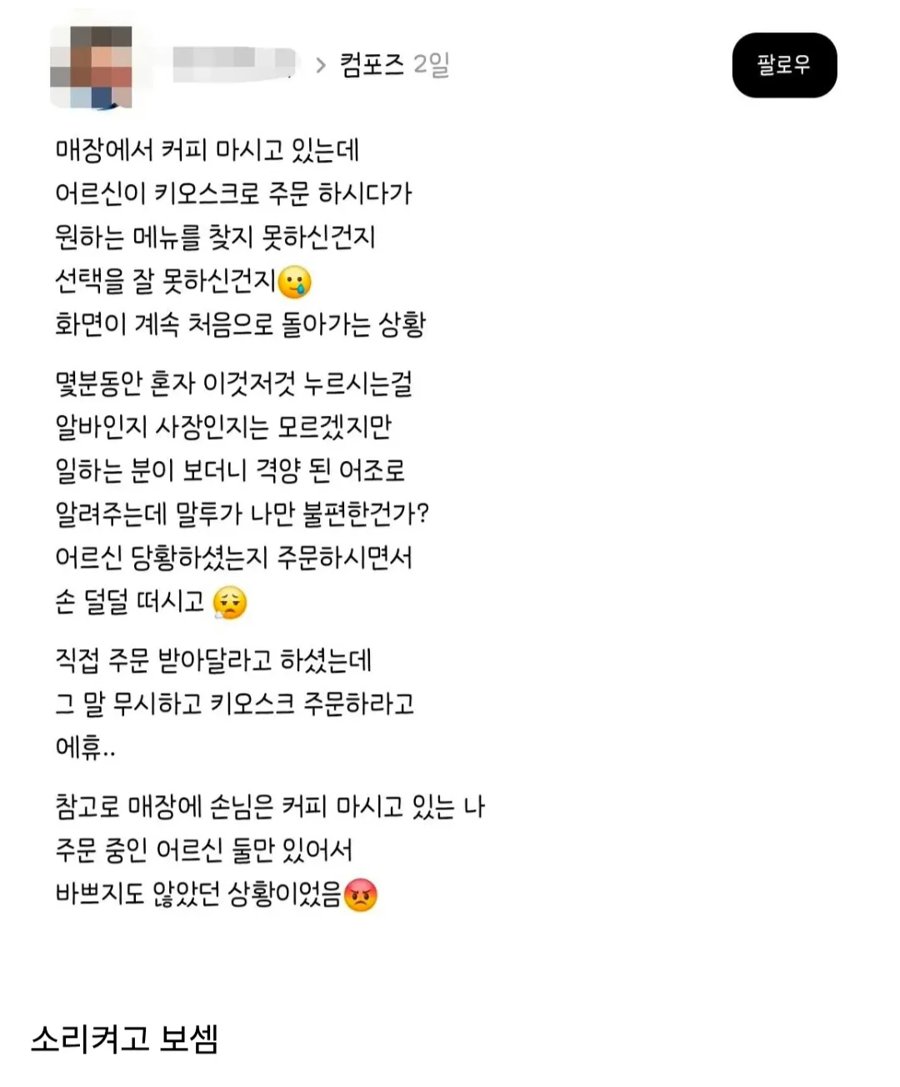 컴포즈 2일
팔로우
매장에서 커피 마시고 있는데
어르신이 키오스크로 주문 하시다가
원하는 메뉴를 찾지 못하신건지
선택을 잘 못하신건지🥲
화면이 계속 처음으로 돌아가는 상황
몇분동안 혼자 이것저것 누르시는걸
알바인지 사장인지는 모르겠지만
일하는 분이 보더니 격양 된 어조로
알려주는데 말투가 나만 불편한건가?
어르신 당황하셨는지 주문하시면서
손 덜덜 떠시고 😮‍💨
직접 주문 받아달라고 하셨는데
그 말 무시하고 키오스크 주문하라고
에휴..
참고로 매장에 손님은 커피 마시고 있는 나
주문 중인 어르신 둘만 있어서
바쁘지도 않았던 상황이었음😡
소리켜고 보셈